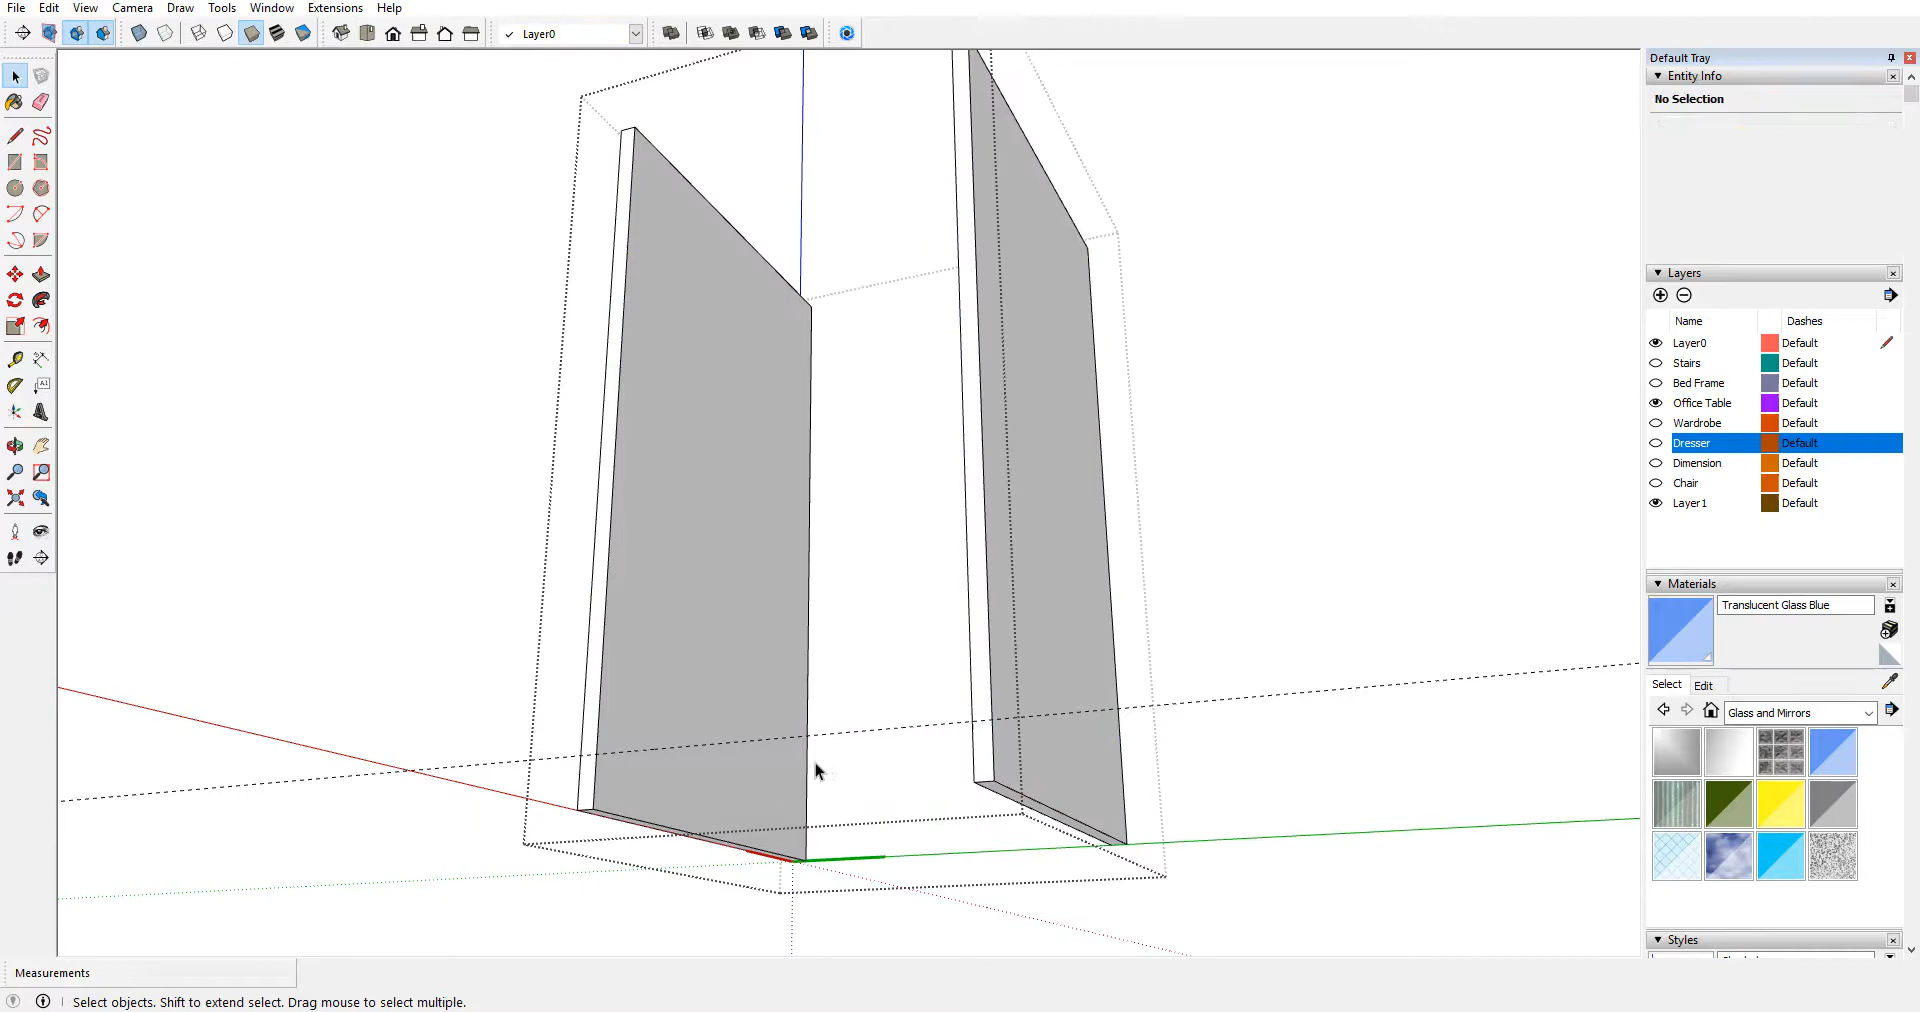 File Edit View Camera Draw Tools Window Extensions Help
Layer0
Default Tray
Entity Info
No Selection
Layers
Name Dashes
Layer0 Default
Stairs Default
Bed Frame Default
Office Table Default
Wardrobe Default
Dresser Default
Dimension Default
Chair Default
Layer1 Default
Materials
Translucent Glass Blue
Select Edit
Glass and Mirrors
Styles
Measurements
Select objects. Shift to extend select. Drag mouse to select multiple.